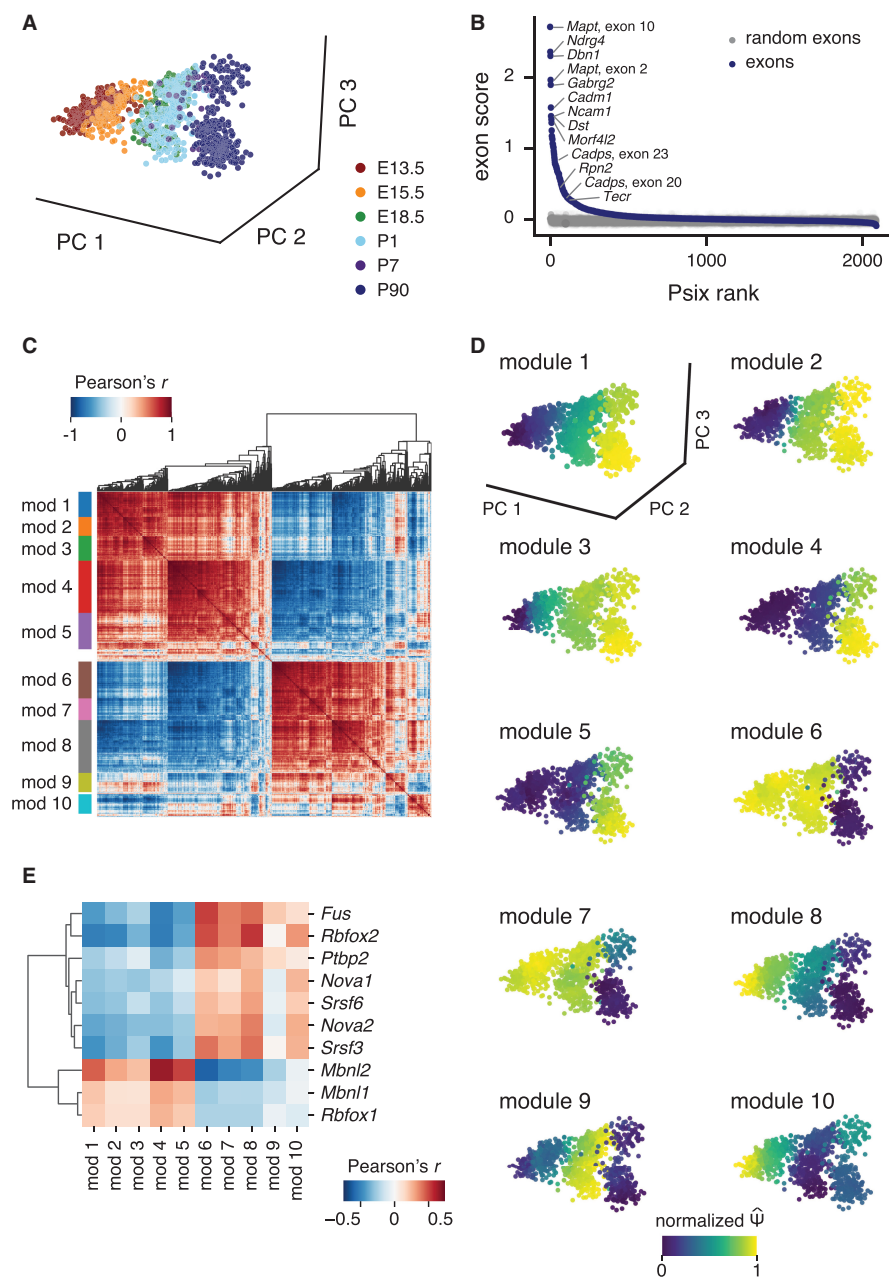 A
PC 1
PC 2
PC 3
E13.5
E15.5
E18.5
P1
P7
P90
B
exon score
2
1
0
Mapt, exon 10
Ndrg4
Dbn1
Mapt, exon 2
Gabrg2
Cadm1
Ncam1
Dst
Morf4l2
Cadps, exon 23
Rpn2
Cadps, exon 20
Tecr
random exons
exons
0
1000
2000
Psix rank
C
Pearson's r
-1
0
1
mod 1
mod 2
mod 3
mod 4
mod 5
mod 6
mod 7
mod 8
mod 9
mod 10
D
module 1
module 2
PC 1
PC 2
PC 3
module 3
module 4
module 5
module 6
module 7
module 8
module 9
module 10
normalized Ψ̂
0
1
E
Fus
Rbfox2
Ptbp2
Nova1
Srsf6
Nova2
Srsf3
Mbnl2
Mbnl1
Rbfox1
mod 1
mod 2
mod 3
mod 4
mod 5
mod 6
mod 7
mod 8
mod 9
mod 10
Pearson's r
−0.5
0
0.5